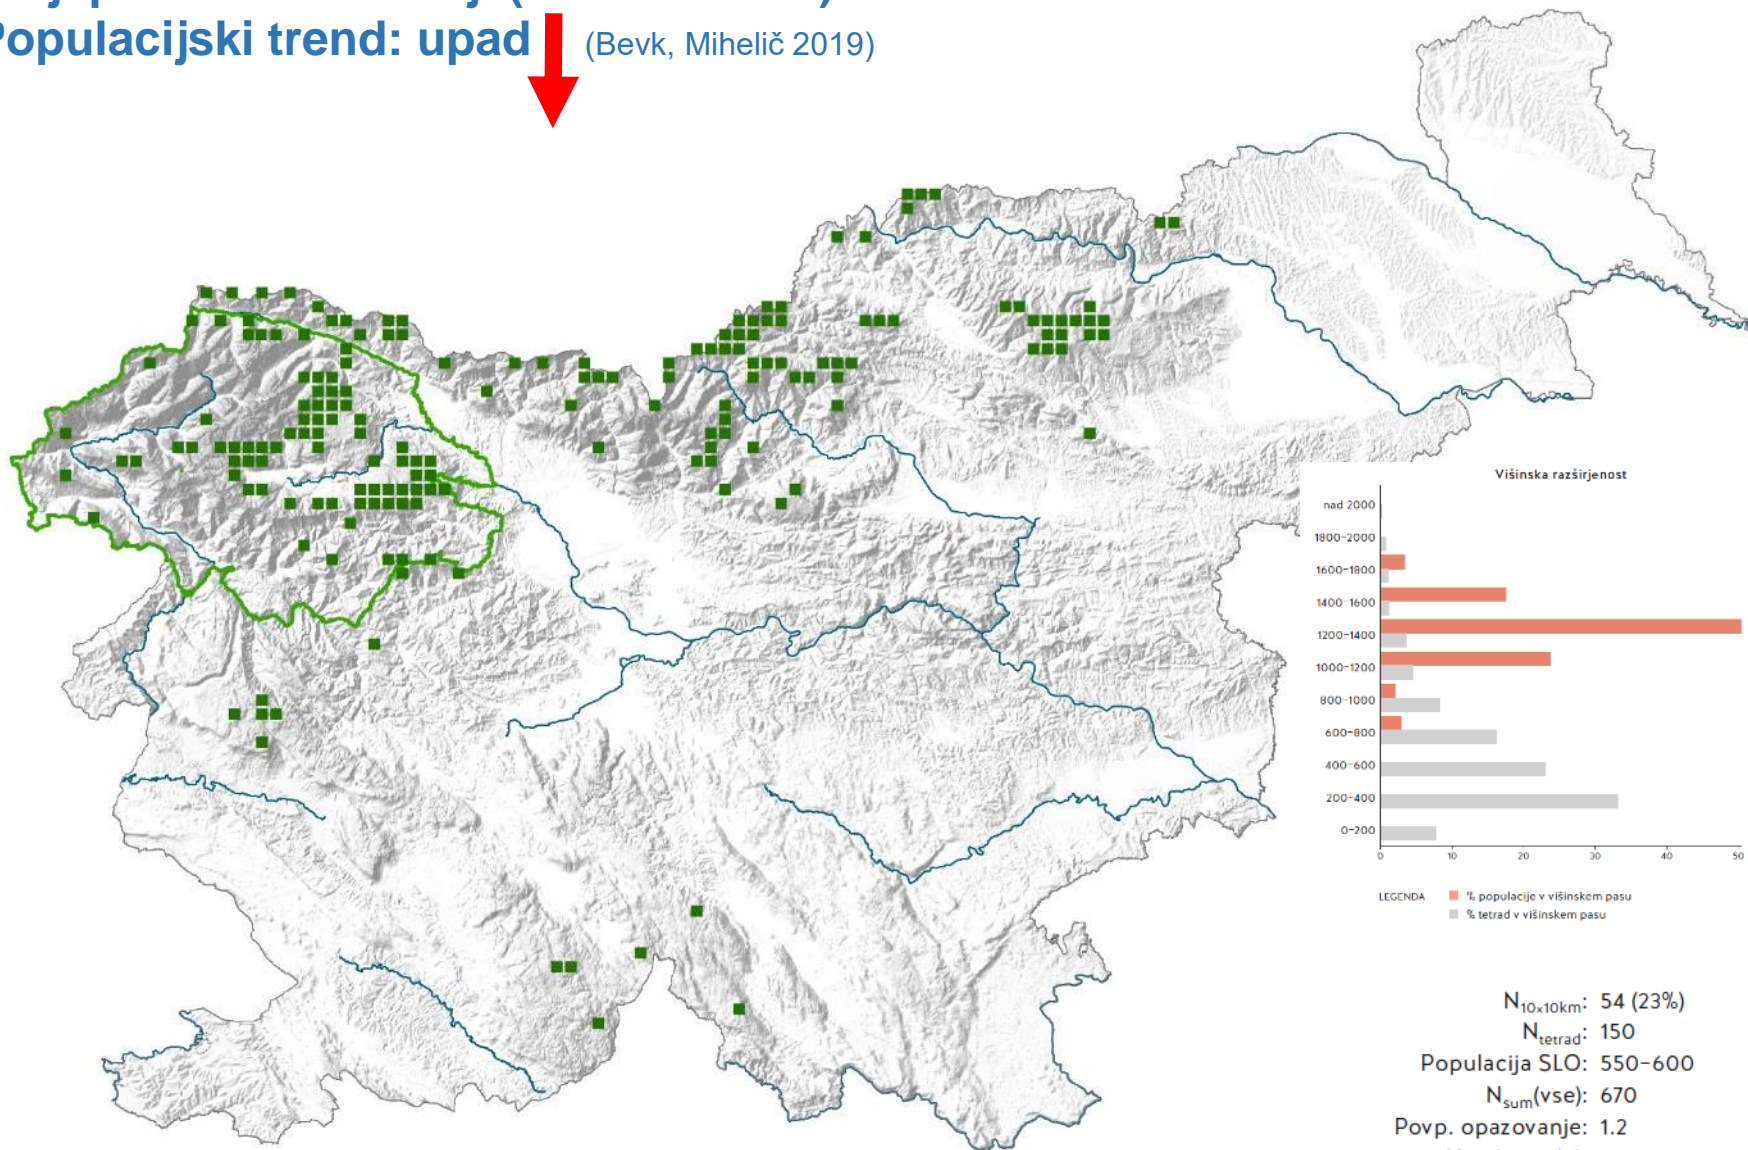 Populacijski trend: upad (Bevk, Mihelič 2019)
Višinska razširjenost
nad 2000
1800-2000
1600-1800
1400-1600
1200-1400
1000-1200
800-1000
600-800
400-600
200-400
0-200
0 10 20 30 40 50
LEGENDA % populacije v višinskem pasu
% tetrad v višinskem pasu
N10×10km: 54 (23%)
Ntetrad: 150
Populacija SLO: 550-600
Nsum(vse): 670
Povp. opazovanje: 1.2